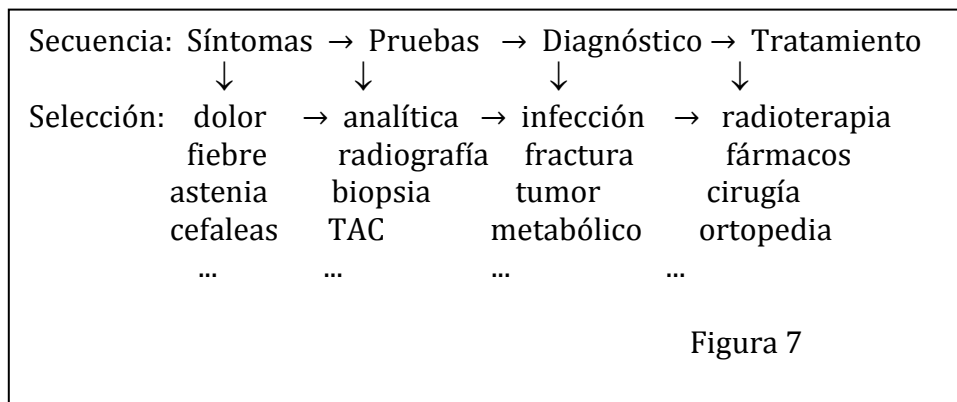 Secuencia: Síntomas → Pruebas → Diagnóstico → Tratamiento
↓ ↓ ↓ ↓
Selección: dolor → analítica → infección → radioterapia
fiebre radiografía fractura fármacos
astenia biopsia tumor cirugía
cefaleas TAC metabólico ortopedia
... ... ... ...
Figura 7